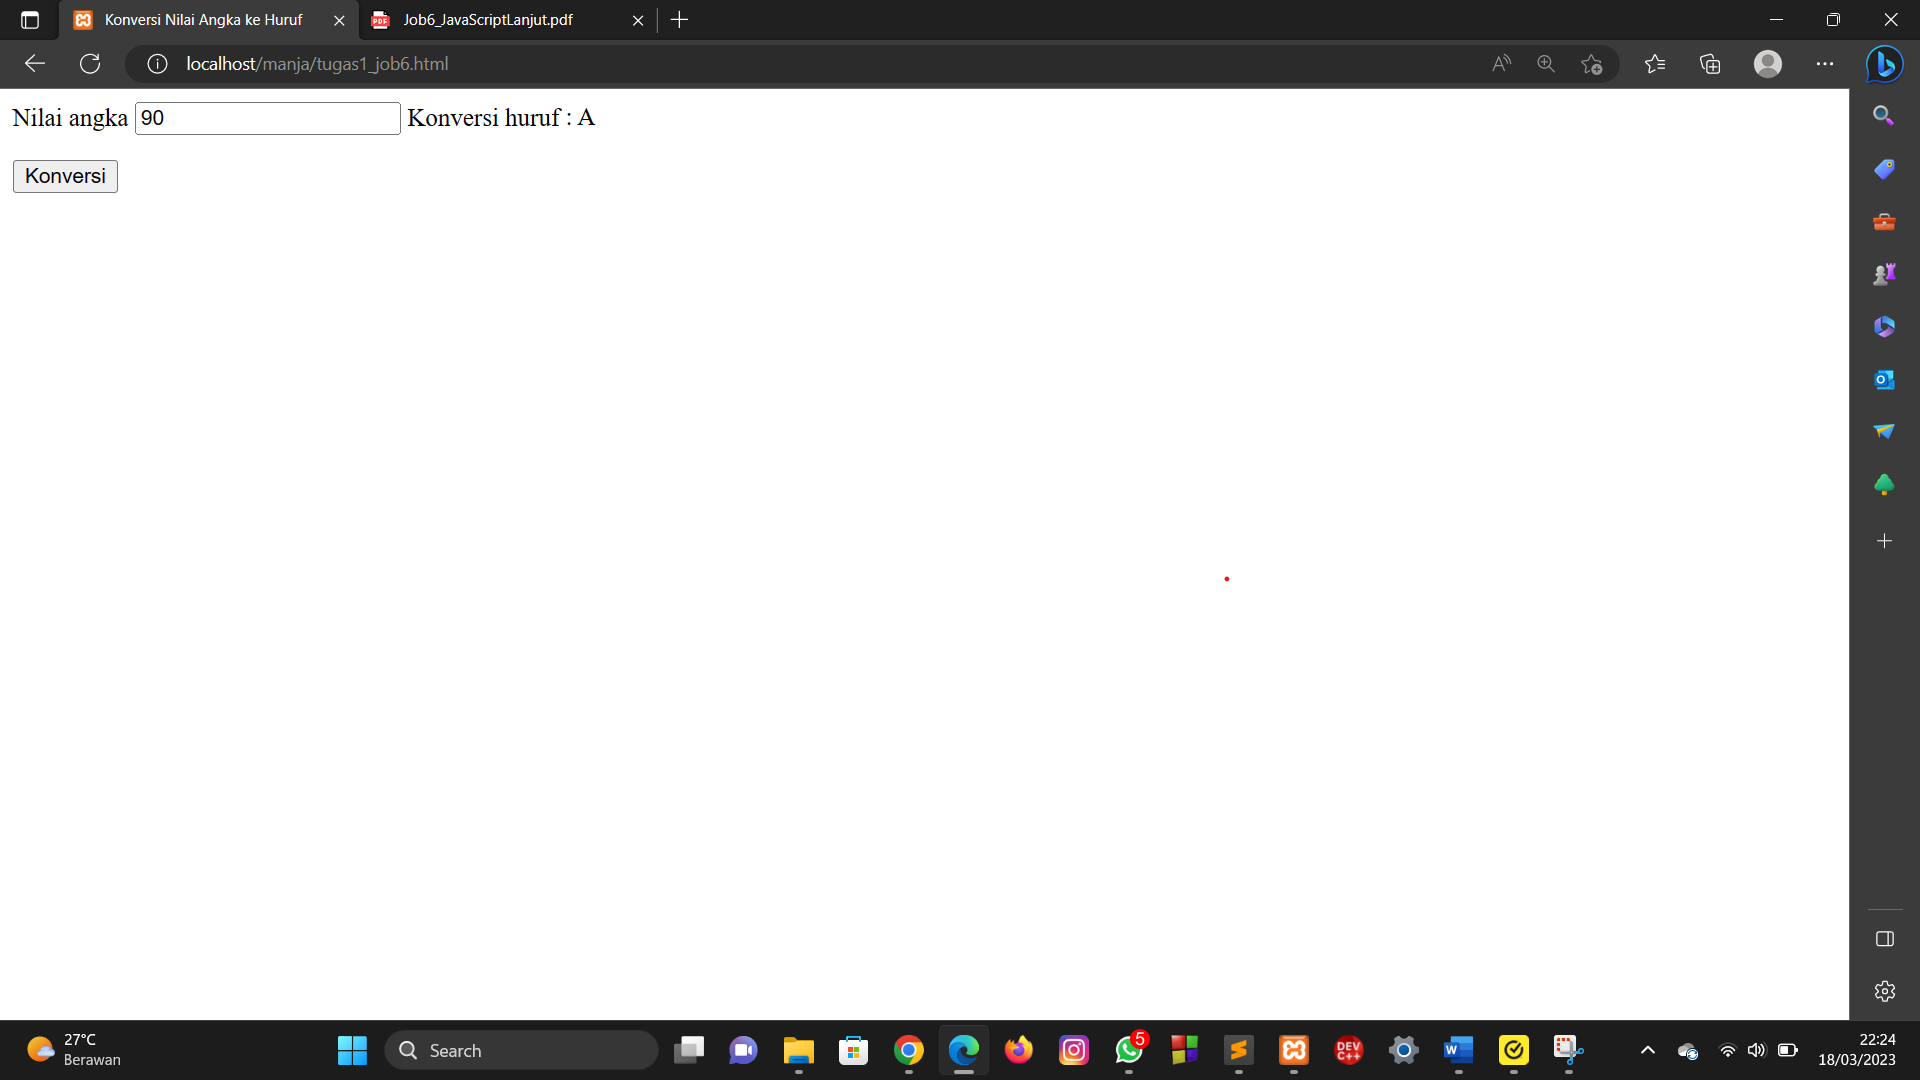 Konversi Nilai Angka ke Huruf
Job6_JavaScriptLanjut.pdf
localhost/manja/tugas1_job6.html
Nilai angka 90 Konversi huruf : A
Konversi
27°C
Berawan
Search
5
DEV
C++
22:24
18/03/2023